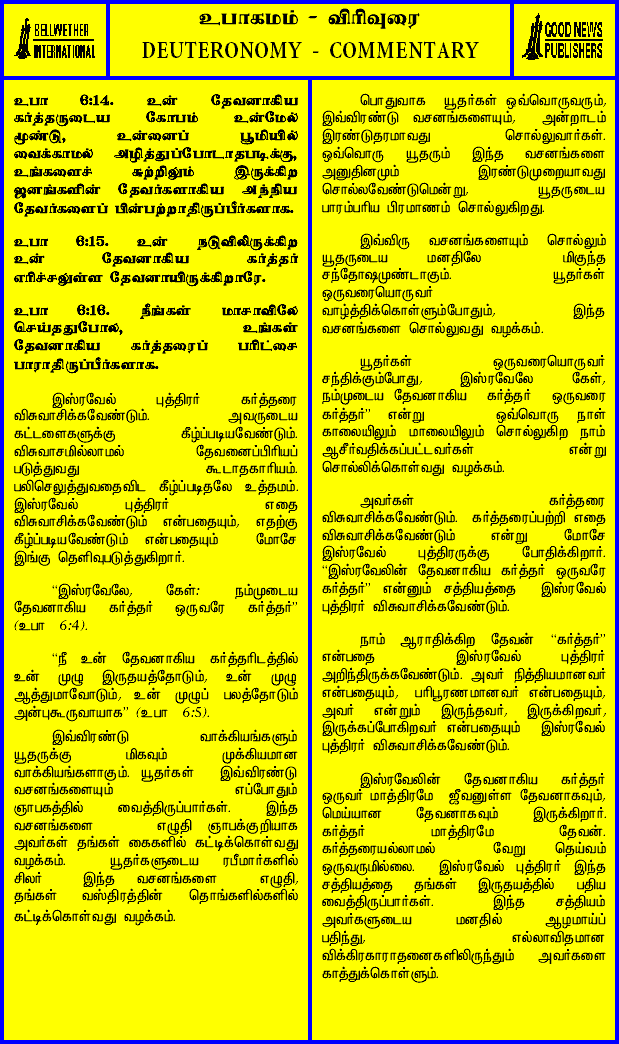 BELLWETHER
INTERNATIONAL
உபாகமம் - விரிவுரை
DEUTERONOMY - COMMENTARY
GOOD NEWS
PUBLISHERS
உபா 6:14. உன் தேவனாகிய
கர்த்தருடைய கோபம் உன்மேல்
மூண்டு, உன்னைப் பூமியில்
வைக்காமல் அழித்துப்போடாதபடிக்கு,
உங்களைச் சுற்றிலும் இருக்கிற
ஜனங்களின் தேவர்களாகிய அந்நிய
தேவர்களைப் பின்பற்றாதிருப்பீர்களாக.
உபா 6:15. உன் நடுவிலிருக்கிற
உன் தேவனாகிய கர்த்தர்
எரிச்சலுள்ள தேவனாயிருக்கிறாரே.
உபா 6:16. நீங்கள் மாசாவிலே
செய்ததுபோல, உங்கள்
தேவனாகிய கர்த்தரைப் பரிட்சை
பாராதிருப்பீர்களாக.
இஸ்ரவேல் புத்திரர் கர்த்தரை
விசுவாசிக்கவேண்டும். அவருடைய
கட்டளைகளுக்கு கீழ்ப்படியவேண்டும்.
விசுவாசமில்லாமல் தேவனைப்பிரியப்
படுத்துவது கூடாதகாரியம்.
பலிசெலுத்துவதைவிட கீழ்ப்படிதலே உத்தமம்.
இஸ்ரவேல் புத்திரர் எதை
விசுவாசிக்கவேண்டும் என்பதையும், எதற்கு
கீழ்ப்படியவேண்டும் என்பதையும் மோசே
இங்கு தெளிவுபடுத்துகிறார்.
“இஸ்ரவேலே, கேள்: நம்முடைய
தேவனாகிய கர்த்தர் ஒருவரே கர்த்தர்”
(உபா 6:4).
“நீ உன் தேவனாகிய கர்த்தரிடத்தில்
உன் முழு இருதயத்தோடும், உன் முழு
ஆத்துமாவோடும், உன் முழுப் பலத்தோடும்
அன்புகூருவாயாக” (உபா 6:5).
இவ்விரண்டு வாக்கியங்களும்
யூதருக்கு மிகவும் முக்கியமான
வாக்கியங்களாகும். யூதர்கள் இவ்விரண்டு
வசனங்களையும் எப்போதும்
ஞாபகத்தில் வைத்திருப்பார்கள். இந்த
வசனங்களை எழுதி ஞாபக்குறியாக
அவர்கள் தங்கள் கைகளில் கட்டிக்கொள்வது
வழக்கம். யூதர்களுடைய ரபீமார்களில்
சிலர் இந்த வசனங்களை எழுதி,
தங்கள் வஸ்திரத்தின் தொங்களில்களில்
கட்டிக்கொள்வது வழக்கம்.
பொதுவாக யூதர்கள் ஒவ்வொருவரும்,
இவ்விரண்டு வசனங்களையும், அன்றாடம்
இரண்டுதரமாவது சொல்லுவார்கள்.
ஒவ்வொரு யூதரும் இந்த வசனங்களை
அனுதினமும் இரண்டுமுறையாவது
சொல்லவேண்டுமென்று, யூதருடைய
பாரம்பரிய பிரமாணம் சொல்லுகிறது.
இவ்விரு வசனங்களையும் சொல்லும்
யூதருடைய மனதிலே மிகுந்த
சந்தோஷமுண்டாகும். யூதர்கள்
ஒருவரையொருவர்
வாழ்த்திக்கொள்ளும்போதும், இந்த
வசனங்களை சொல்லுவது வழக்கம்.
யூதர்கள் ஒருவரையொருவர்
சந்திக்கும்போது, இஸ்ரவேலே கேள்,
நம்முடைய தேவனாகிய கர்த்தர் ஒருவரை
கர்த்தர்” என்று ஒவ்வொரு நாள்
காலையிலும் மாலையிலும் சொல்லுகிற நாம்
ஆசீர்வதிக்கப்பட்டவர்கள் என்று
சொல்லிக்கொள்வது வழக்கம்.
அவர்கள் கர்த்தரை
விசுவாசிக்கவேண்டும். கர்த்தரைப்பற்றி எதை
விசுவாசிக்கவேண்டும் என்று மோசே
இஸ்ரவேல் புத்திரருக்கு போதிக்கிறார்.
“இஸ்ரவேலின் தேவனாகிய கர்த்தர் ஒருவரே
கர்த்தர்” என்னும் சத்தியத்தை இஸ்ரவேல்
புத்திரர் விசுவாசிக்கவேண்டும்.
நாம் ஆராதிக்கிற தேவன் “கர்த்தர்”
என்பதை இஸ்ரவேல் புத்திரர்
அறிந்திருக்கவேண்டும். அவர் நித்தியமானவர்
என்பதையும், பரிபூரணமானவர் என்பதையும்,
அவர் என்றும் இருந்தவர், இருக்கிறவர்,
இருக்கப்போகிறவர் என்பதையும் இஸ்ரவேல்
புத்திரர் விசுவாசிக்கவேண்டும்.
இஸ்ரவேலின் தேவனாகிய கர்த்தர்
ஒருவர் மாத்திரமே ஜீவனுள்ள தேவனாகவும்,
மெய்யான தேவனாகவும் இருக்கிறார்.
கர்த்தர் மாத்திரமே தேவன்.
கர்த்தரையல்லாமல் வேறு தெய்வம்
ஒருவருமில்லை. இஸ்ரவேல் புத்திரர் இந்த
சத்தியத்தை தங்கள் இருதயத்தில் பதிய
வைத்திருப்பார்கள். இந்த சத்தியம்
அவர்களுடைய மனதில் ஆழமாய்ப்
பதிந்து, எல்லாவிதமான
விக்கிரகாராதனைகளிலிருந்தும் அவர்களை
காத்துக்கொள்ளும்.